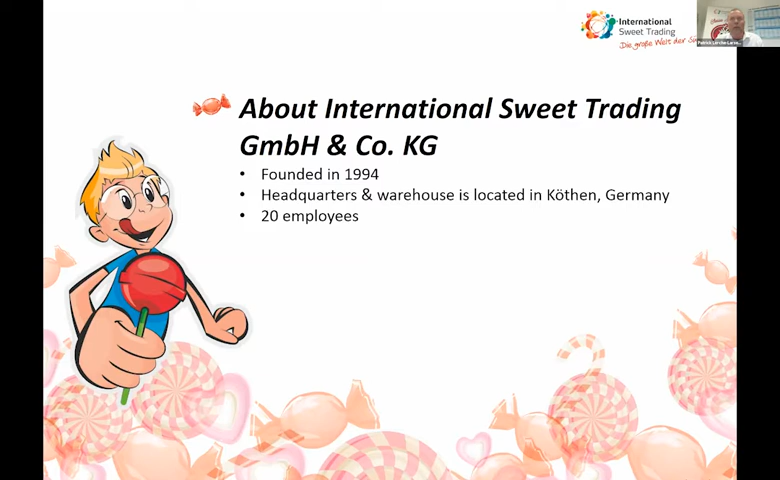 International
Sweet Trading
Die große Welt der
About International Sweet Trading
GmbH & Co. KG
• Founded in 1994
• Headquarters & warehouse is located in Köthen, Germany
• 20 employees